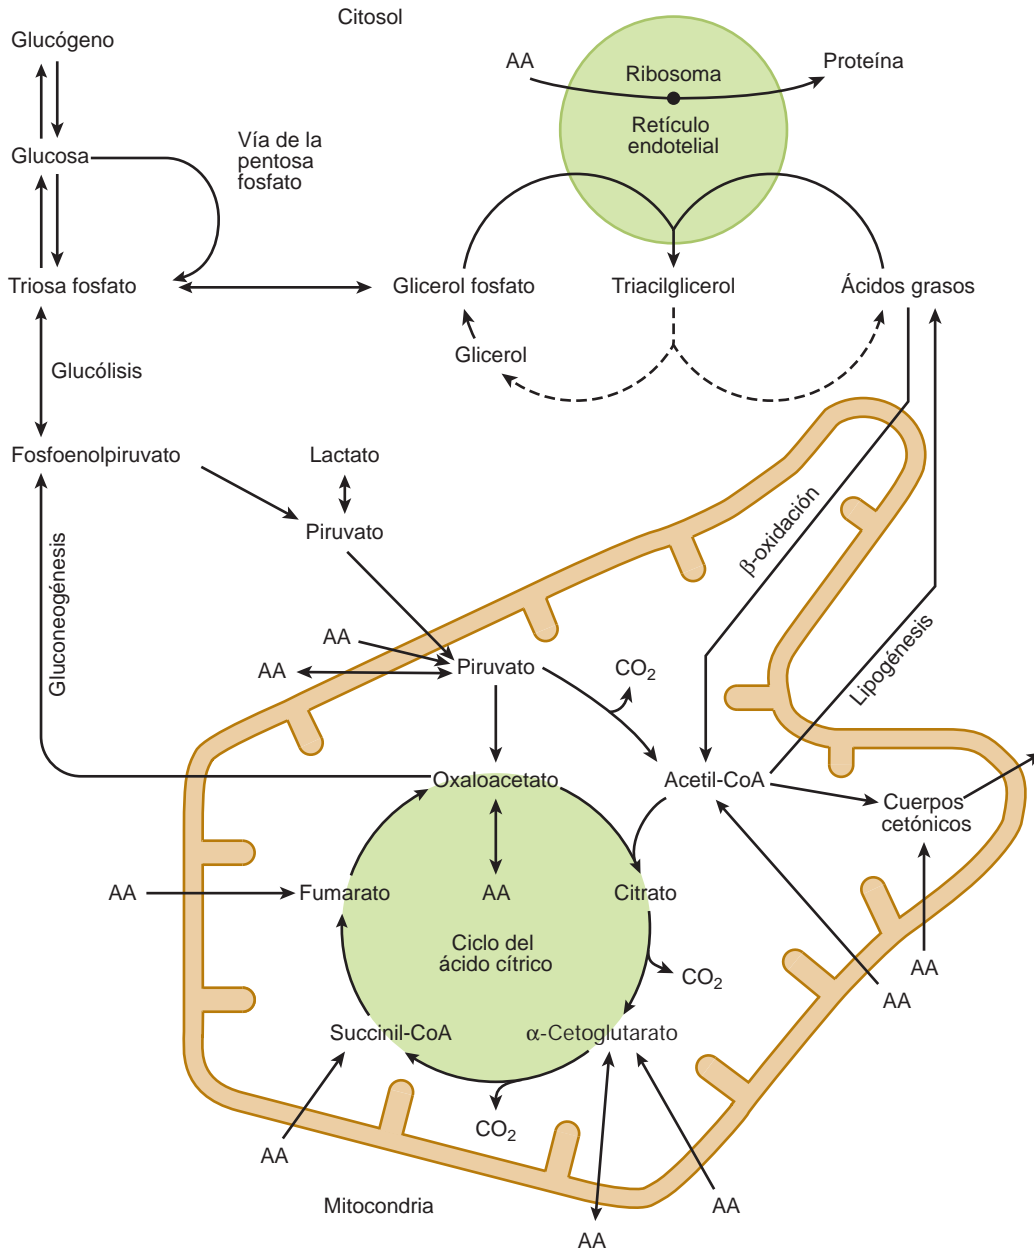 Citosol
Glucógeno
AA
Ribosoma
Proteína
Retículo
endotelial
Glucosa
Vía de la
pentosa
fosfato
Triosa fosfato
Glicerol fosfato
Triacilglicerol
Ácidos grasos
Glicerol
Glucólisis
Fosfoenolpiruvato
Lactato
Piruvato
β-oxidación
Gluconeogénesis
Lipogénesis
AA
AA
Piruvato
CO2
Oxaloacetato
Acetil-CoA
Cuerpos
cetónicos
AA
Fumarato
AA
Citrato
Ciclo del
ácido cítrico
CO2
AA
AA
Succinil-CoA
α-Cetoglutarato
CO2
AA
Mitocondria
AA
AA